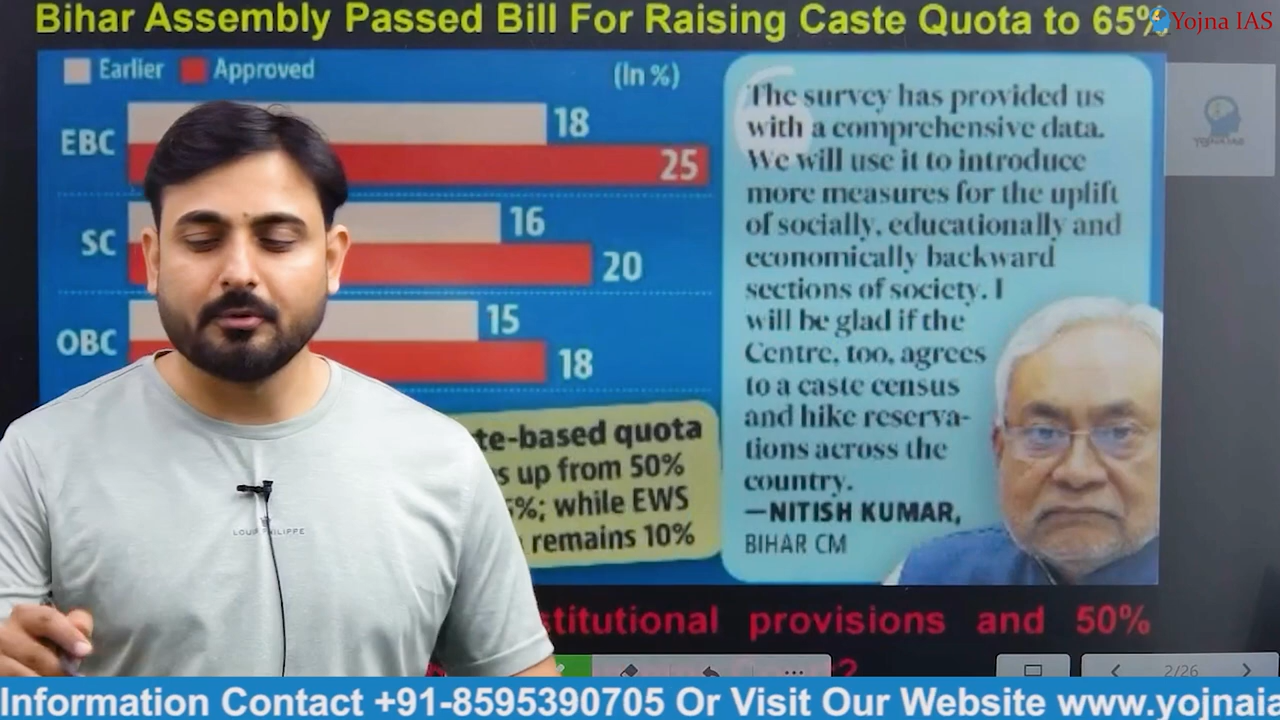 Bihar Assembly Passed Bill For Raising Caste Quota to 65%
Yojna IAS
Earlier
Approved
(In %)
EBC
18
25
SC
16
20
OBC
15
18
te-based quota
s up from 50%
5%; while EWS
remains 10%
The survey has provided us
with a comprehensive data.
We will use it to introduce
more measures for the uplift
of socially, educationally and
economically backward
sections of society. I
will be glad if the
Centre, too, agrees
to a caste census
and hike reserva-
tions across the
country.
—NITISH KUMAR,
BIHAR CM
stitutional provisions and 50%
?
2/26
LOUIS PHILIPPE
Information Contact +91-8595390705 Or Visit Our Website www.yojnaia